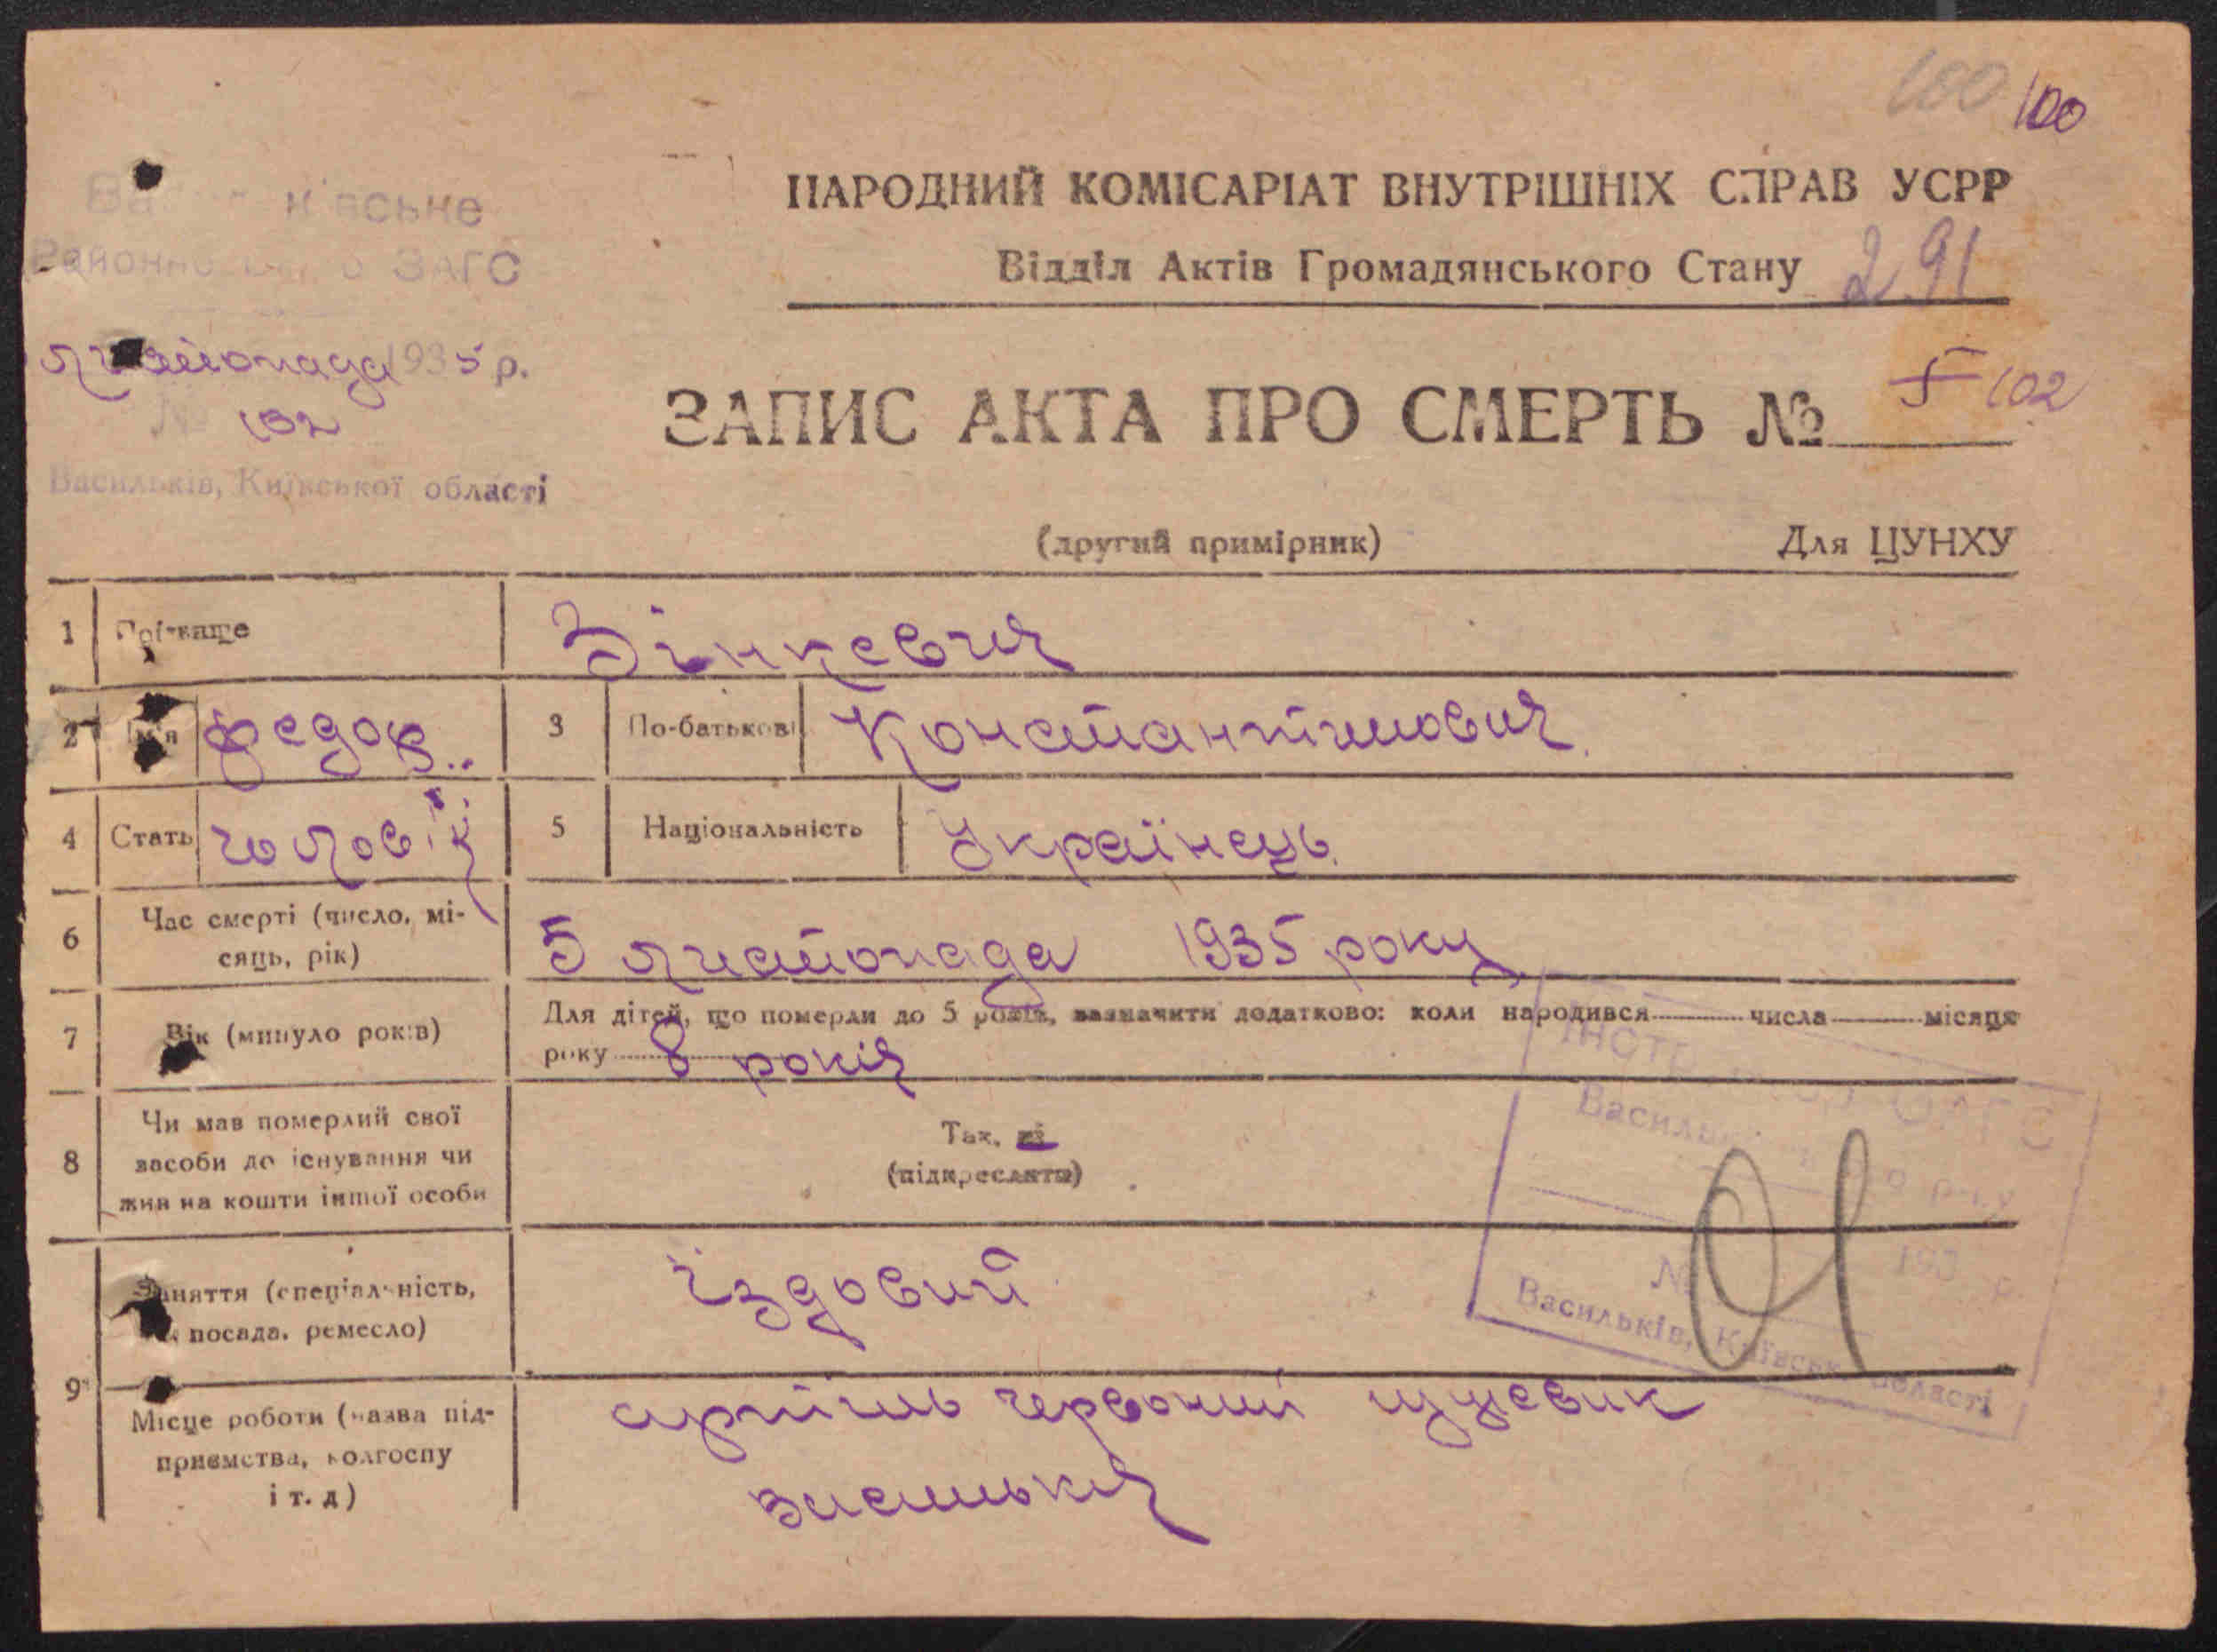 100 100
НАРОДНИЙ КОМІСАРІАТ ВНУТРІШНІХ СПРАВ УСРР
Відділ Актів Громадянського Стану 291
Районне ЗАГС
листопада 1935 р.
№ 102
Васильків, Київської області
ЗАПИС АКТА ПРО СМЕРТЬ № 102
(другий примірник) Для ЦУНХУ
1 Прізвище Зінкевич
2 Ім'я Федор 3 По-батькові Константинович
4 Стать чоловік 5 Національність Українець
6 Час смерті (число, місяць, рік) 5 листопада 1935 року
7 Вік (минуло років) Для дітей, що померли до 5 років, зазначити додатково: коли народився числа місяця
року 8 років
8 Чи мав померлий свої засоби до існування чи жив на кошти іншої особи Так, ні
(підкреслити)
9 Заняття (спеціальність, посада, ремесло) їздовий
Місце роботи (назва підприємства, колгоспу і т. д) артіль червоний
Васильків, Київськ. області